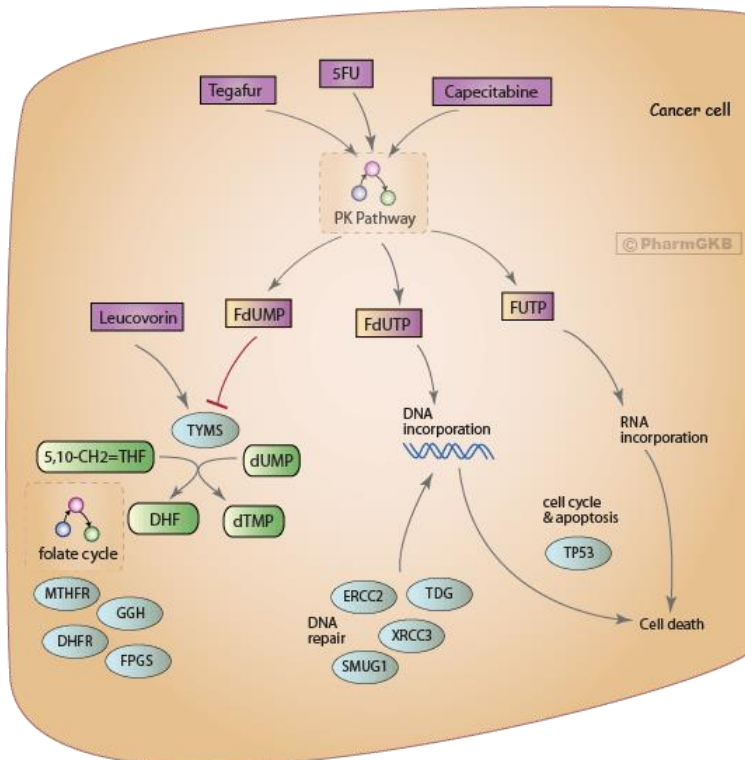 5FU
Tegafur
Capecitabine
Cancer cell
PK Pathway
©PharmGKB
Leucovorin
FdUMP
FdUTP
FUTP
TYMS
DNA
incorporation
RNA
incorporation
5,10-CH2=THF
dUMP
DHF
dTMP
folate cycle
cell cycle
& apoptosis
TP53
MTHFR
GGH
DHFR
FPGS
ERCC2
TDG
DNA
repair
XRCC3
SMUG1
Cell death